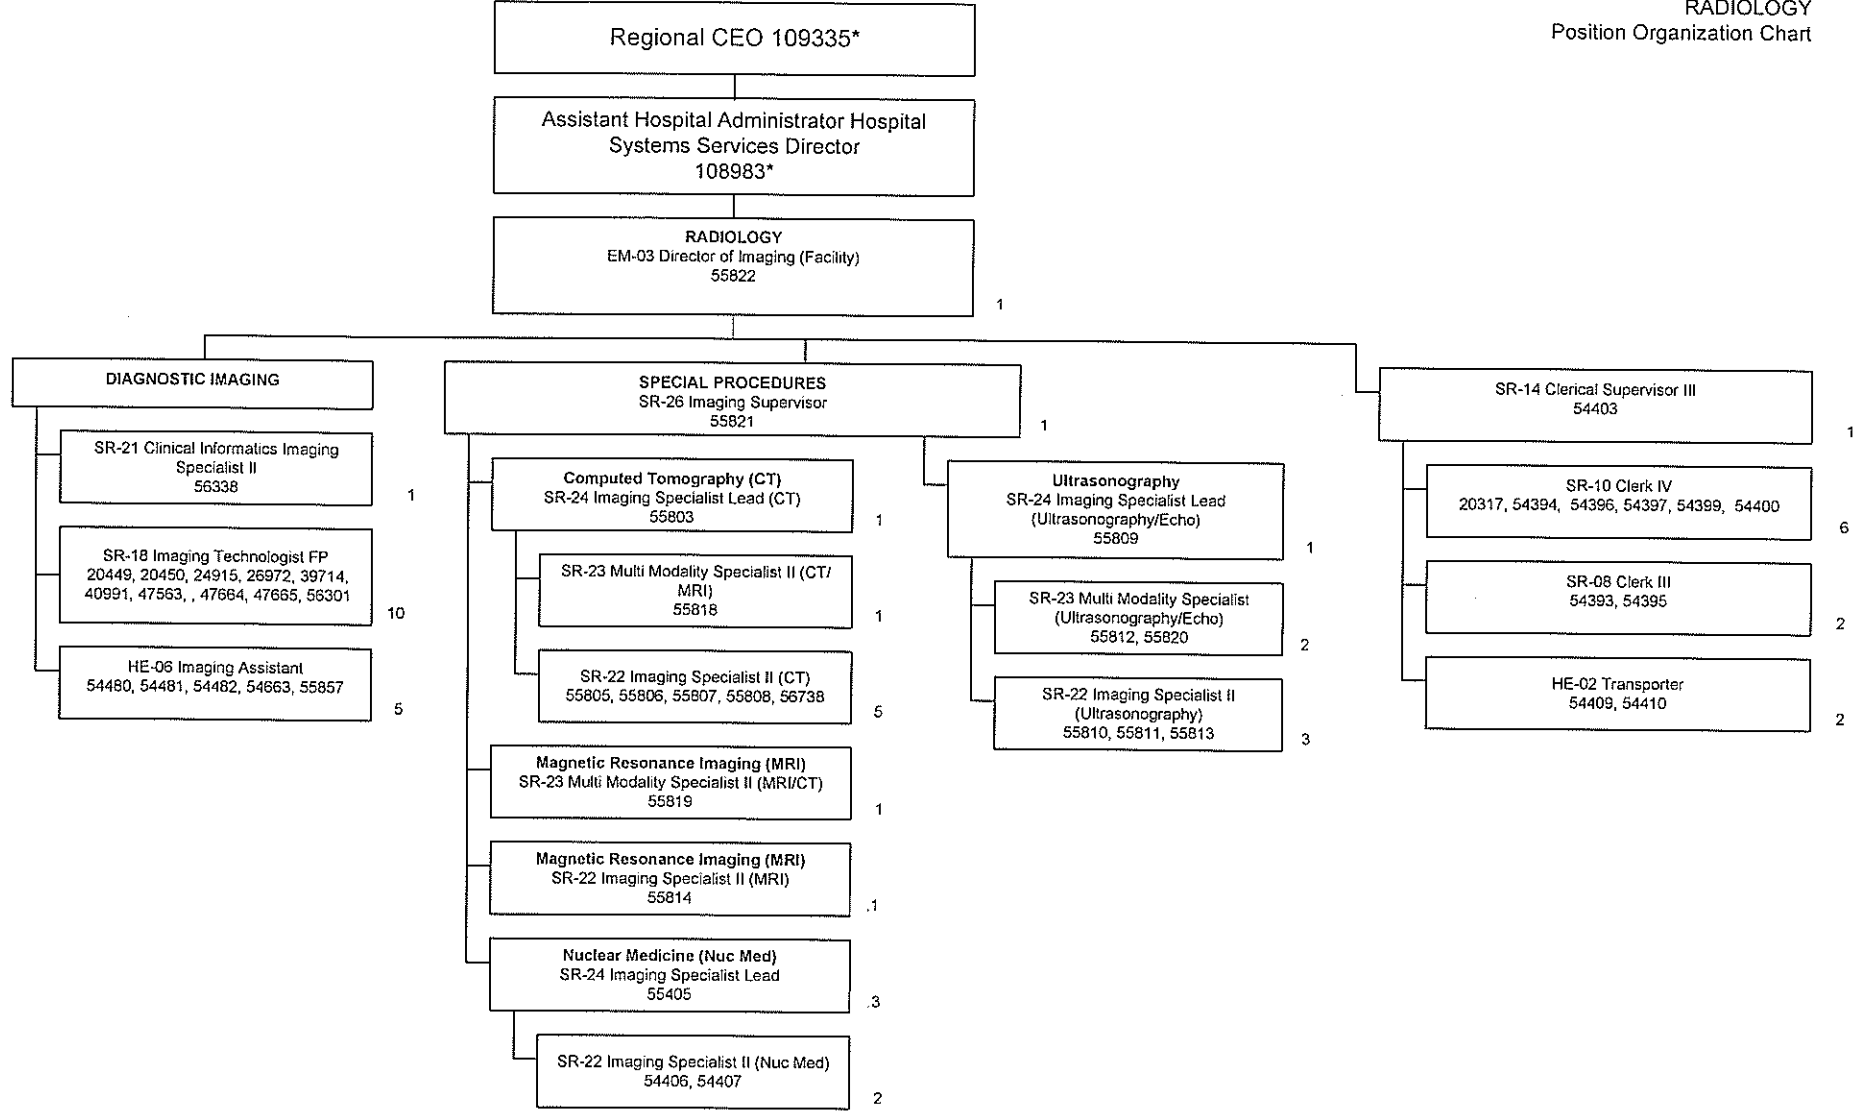 RADIOLOGY
Position Organization Chart
Regional CEO 109335*
Assistant Hospital Administrator Hospital
Systems Services Director
108983*
RADIOLOGY
EM-03 Director of Imaging (Facility)
55822
1
DIAGNOSTIC IMAGING
SR-21 Clinical Informatics Imaging
Specialist II
56338
1
SR-18 Imaging Technologist FP
20449, 20450, 24915, 26972, 39714,
40991, 47563, , 47664, 47665, 56301
10
HE-06 Imaging Assistant
54480, 54481, 54482, 54663, 55857
5
SPECIAL PROCEDURES
SR-26 Imaging Supervisor
55821
1
Computed Tomography (CT)
SR-24 Imaging Specialist Lead (CT)
55803
1
SR-23 Multi Modality Specialist II (CT/
MRI)
55818
1
SR-22 Imaging Specialist II (CT)
55805, 55806, 55807, 55808, 56738
5
Magnetic Resonance Imaging (MRI)
SR-23 Multi Modality Specialist II (MRI/CT)
55819
1
Magnetic Resonance Imaging (MRI)
SR-22 Imaging Specialist II (MRI)
55814
.1
Nuclear Medicine (Nuc Med)
SR-24 Imaging Specialist Lead
55405
.3
SR-22 Imaging Specialist II (Nuc Med)
54406, 54407
2
Ultrasonography
SR-24 Imaging Specialist Lead
(Ultrasonography/Echo)
55809
1
SR-23 Multi Modality Specialist
(Ultrasonography/Echo)
55812, 55820
2
SR-22 Imaging Specialist II
(Ultrasonography)
55810, 55811, 55813
3
SR-14 Clerical Supervisor III
54403
1
SR-10 Clerk IV
20317, 54394, 54396, 54397, 54399, 54400
6
SR-08 Clerk III
54393, 54395
2
HE-02 Transporter
54409, 54410
2